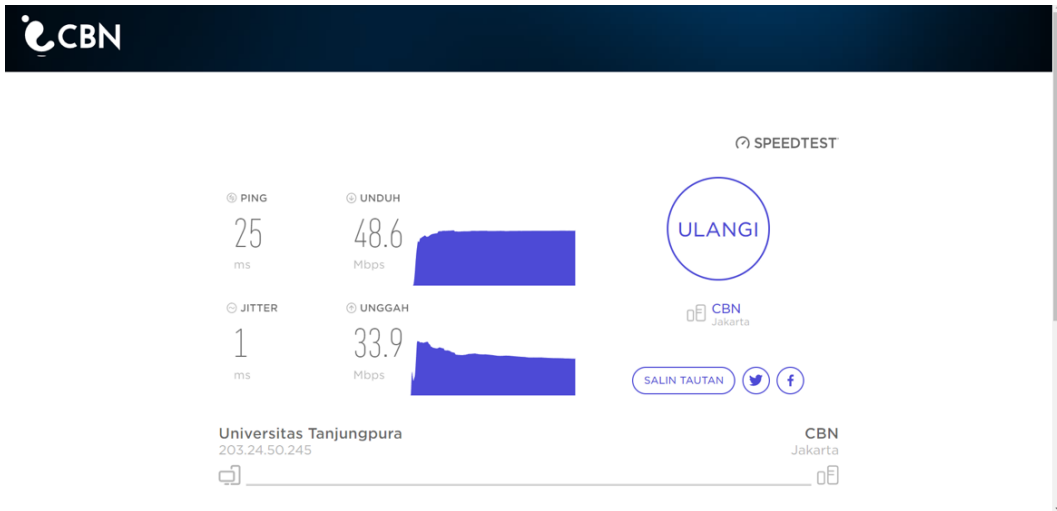 CBN
SPEEDTEST
PING
25
ms
UNDUH
48.6
Mbps
ULANGI
JITTER
1
ms
UNGGAH
33.9
Mbps
CBN
Jakarta
SALIN TAUTAN
Universitas Tanjungpura
203.24.50.245
CBN
Jakarta